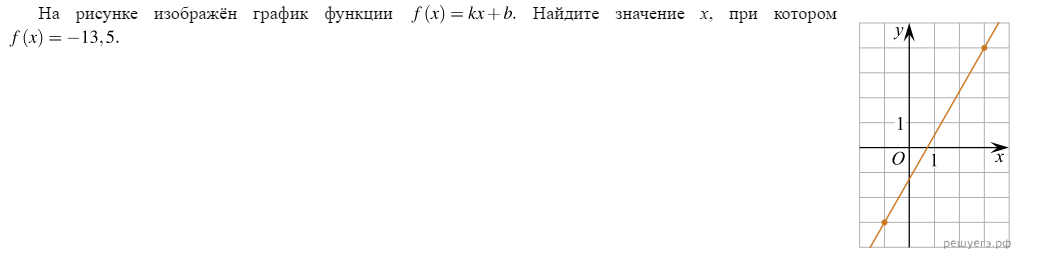 На рисунке изображён график функции f(x) = kx + b. Найдите значение x, при котором
f(x) = −13,5.
y
1
O
1
x
решуегэ.рф